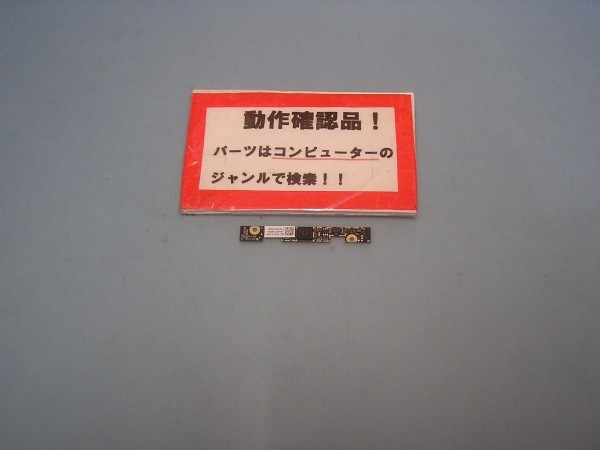 動作確認品！
パーツはコンピューターの
ジャンルで検索！！